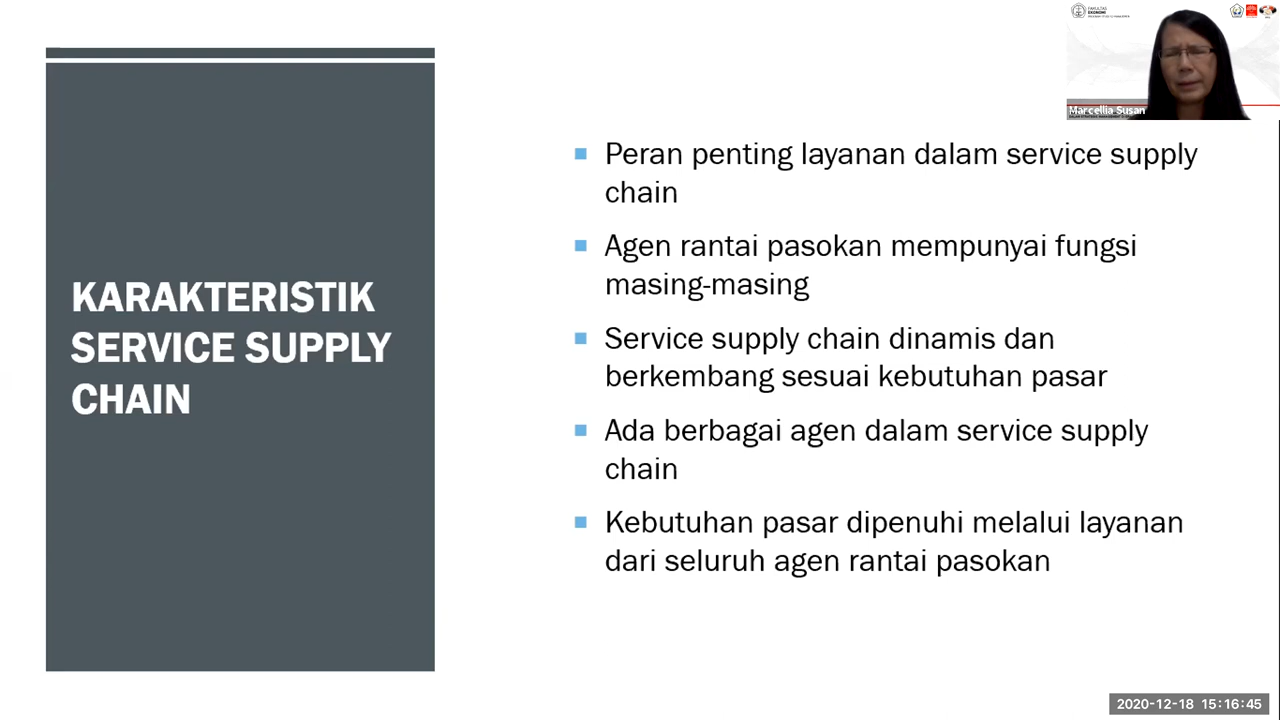 FAKULTAS
EKONOMI
Marcellia Susan
KARAKTERISTIK
SERVICE SUPPLY
CHAIN
Peran penting layanan dalam service supply
chain
Agen rantai pasokan mempunyai fungsi
masing-masing
Service supply chain dinamis dan
berkembang sesuai kebutuhan pasar
Ada berbagai agen dalam service supply
chain
Kebutuhan pasar dipenuhi melalui layanan
dari seluruh agen rantai pasokan
2020-12-18 15:16:45